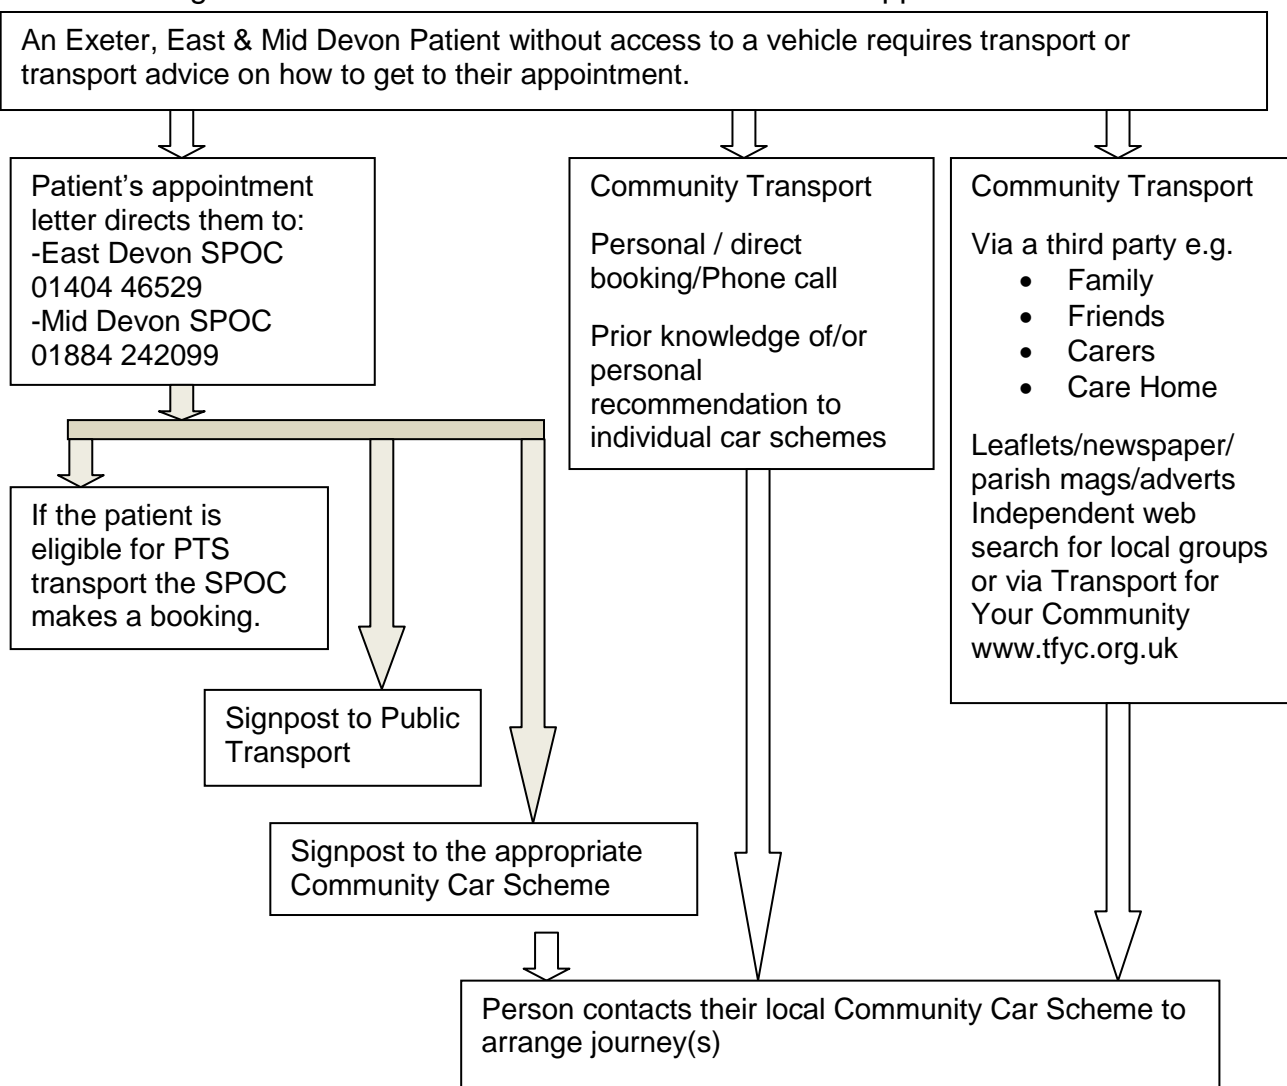 An Exeter, East & Mid Devon Patient without access to a vehicle requires transport or
transport advice on how to get to their appointment.
Patient's appointment
letter directs them to:
-East Devon SPOC
01404 46529
-Mid Devon SPOC
01884 242099
Community Transport
Personal / direct
booking/Phone call
Prior knowledge of/or
personal
recommendation to
individual car schemes
Community Transport
Via a third party e.g.
• Family
• Friends
• Carers
• Care Home
Leaflets/newspaper/
parish mags/adverts
Independent web
search for local groups
or via Transport for
Your Community
www.tfyc.org.uk
If the patient is
eligible for PTS
transport the SPOC
makes a booking.
Signpost to Public
Transport
Signpost to the appropriate
Community Car Scheme
Person contacts their local Community Car Scheme to
arrange journey(s)